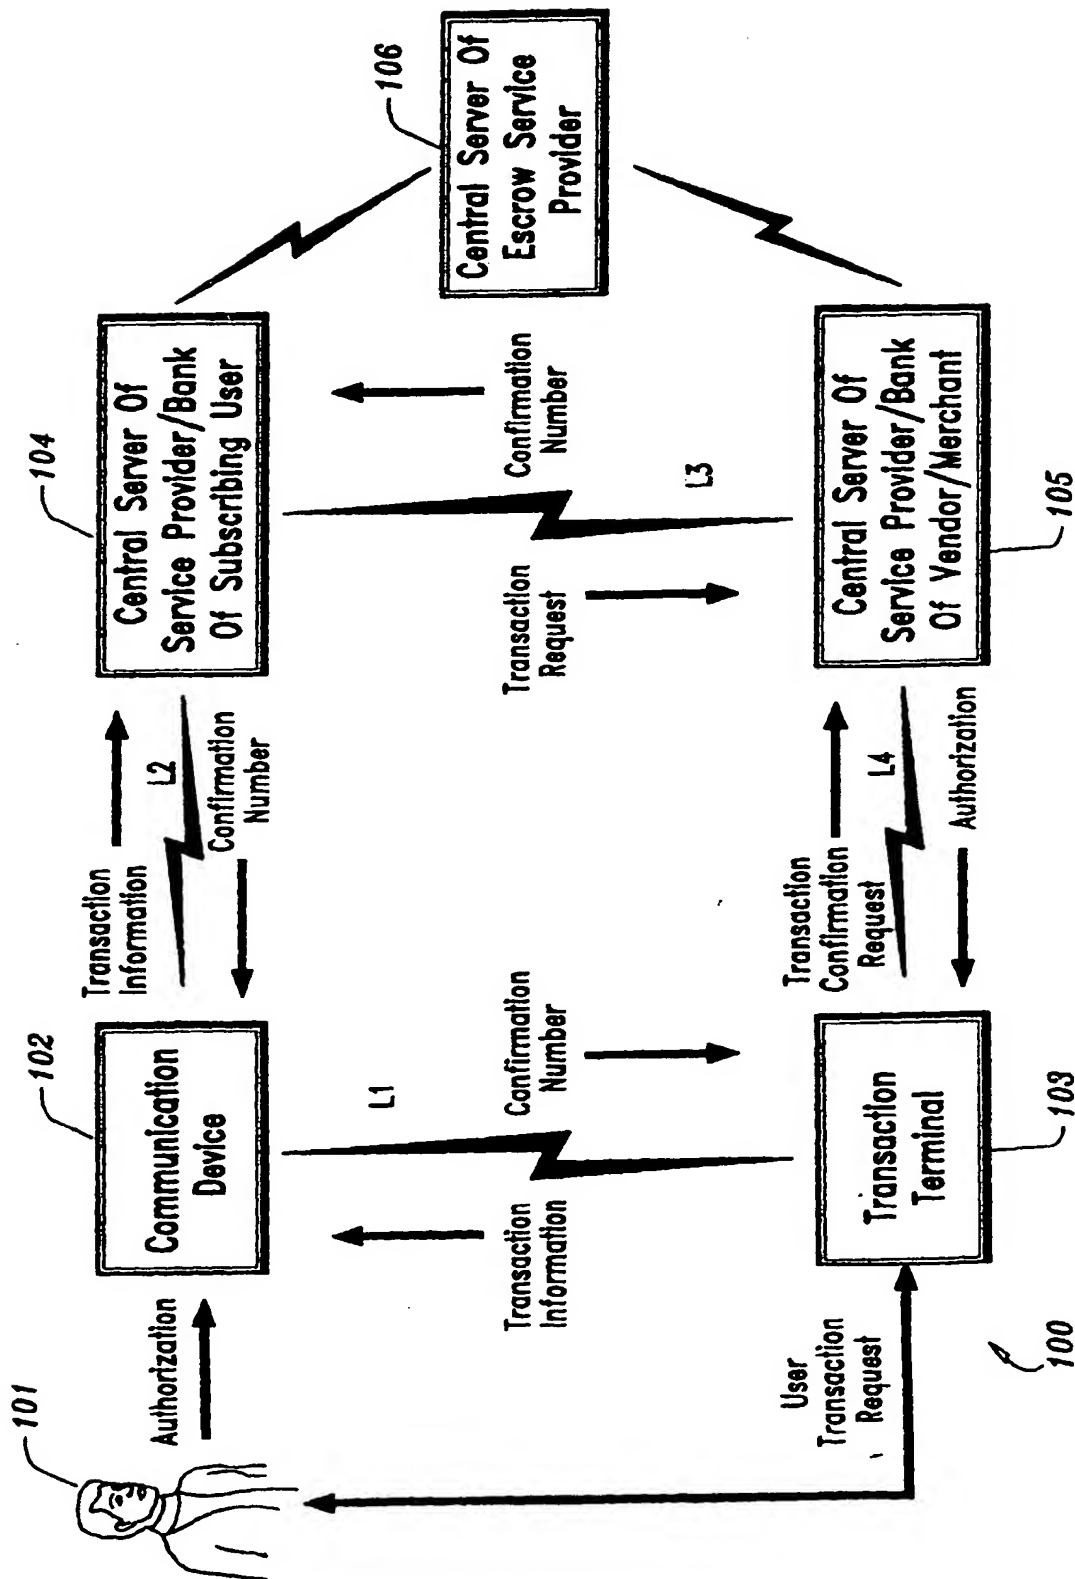 101
Authorization
102
Communication
Device
Transaction
Information
L2
Confirmation
Number
104
Central Server Of
Service Provider/Bank
Of Subscribing User
106
Central Server Of
Escrow Service
Provider
Transaction
Information
L1
Confirmation
Number
Transaction
Request
L3
Confirmation
Number
User
Transaction
Request
Transaction
Terminal
103
Transaction
Confirmation
Request
L4
Authorization
Central Server Of
Service Provider/Bank
Of Vendor/Merchant
105
100